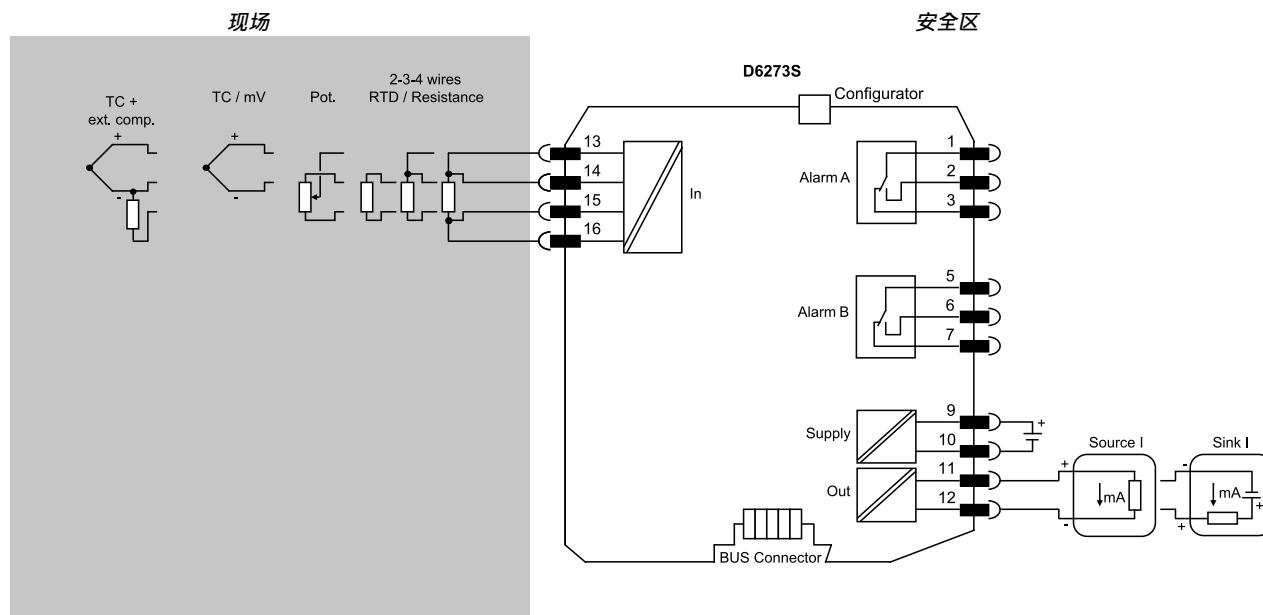 现场
安全区
D6273S
Configurator
TC +
ext. comp.
+
-
TC / mV
+
-
Pot.
2-3-4 wires
RTD / Resistance
13
14
15
16
In
Alarm A
1
2
3
Alarm B
5
6
7
Supply
9
10
+
Out
11
12
Source I
+
mA
-
Sink I
-
mA
+
+
BUS Connector